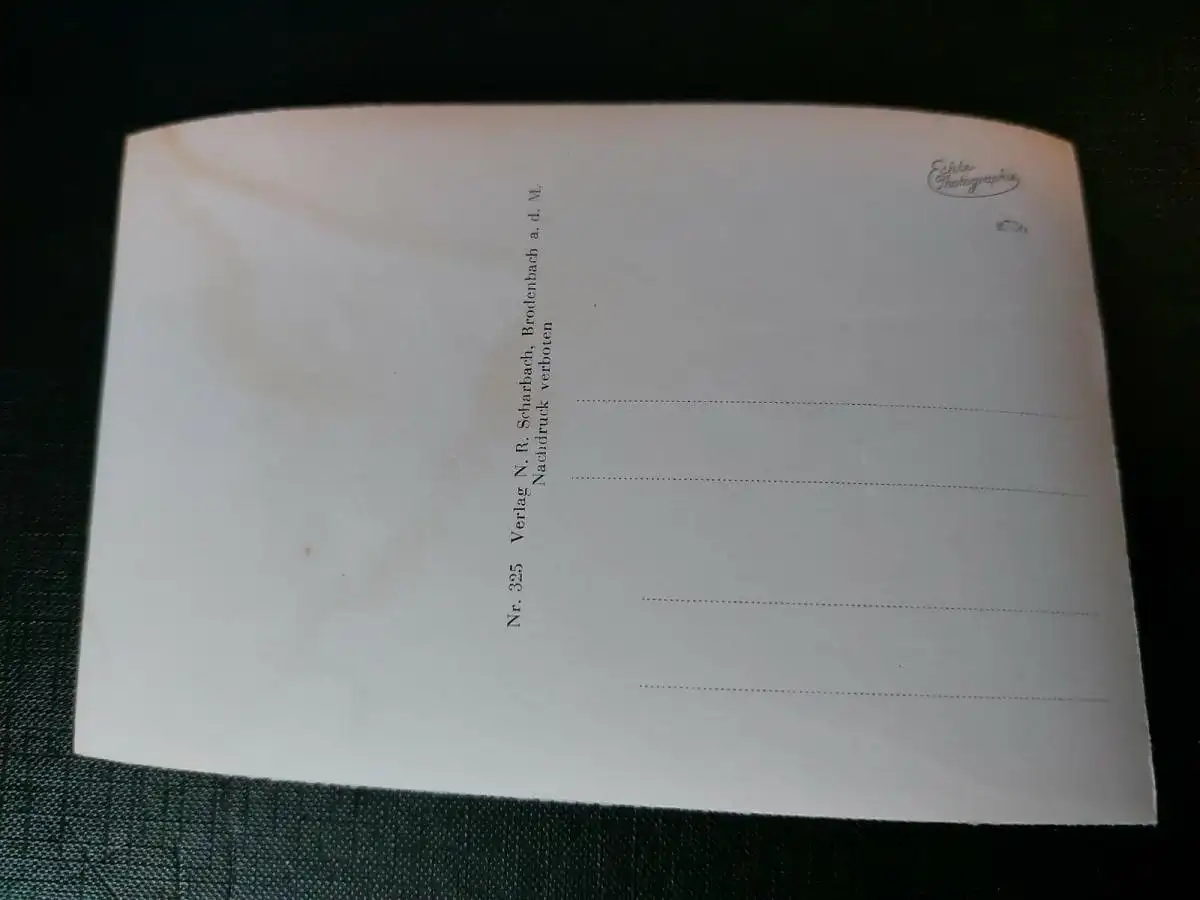 Echte
Photographie
Nr. 325 Verlag N. R. Scharbach, Brodenbach a. d. M.
Nachdruck verboten